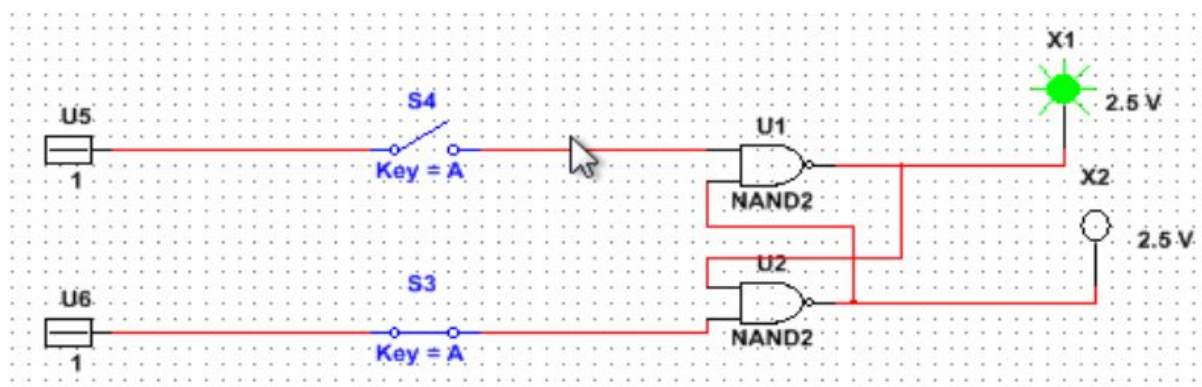 X1
2.5 V
U5
1
S4
Key = A
U1
NAND2
X2
2.5 V
U6
1
S3
Key = A
U2
NAND2